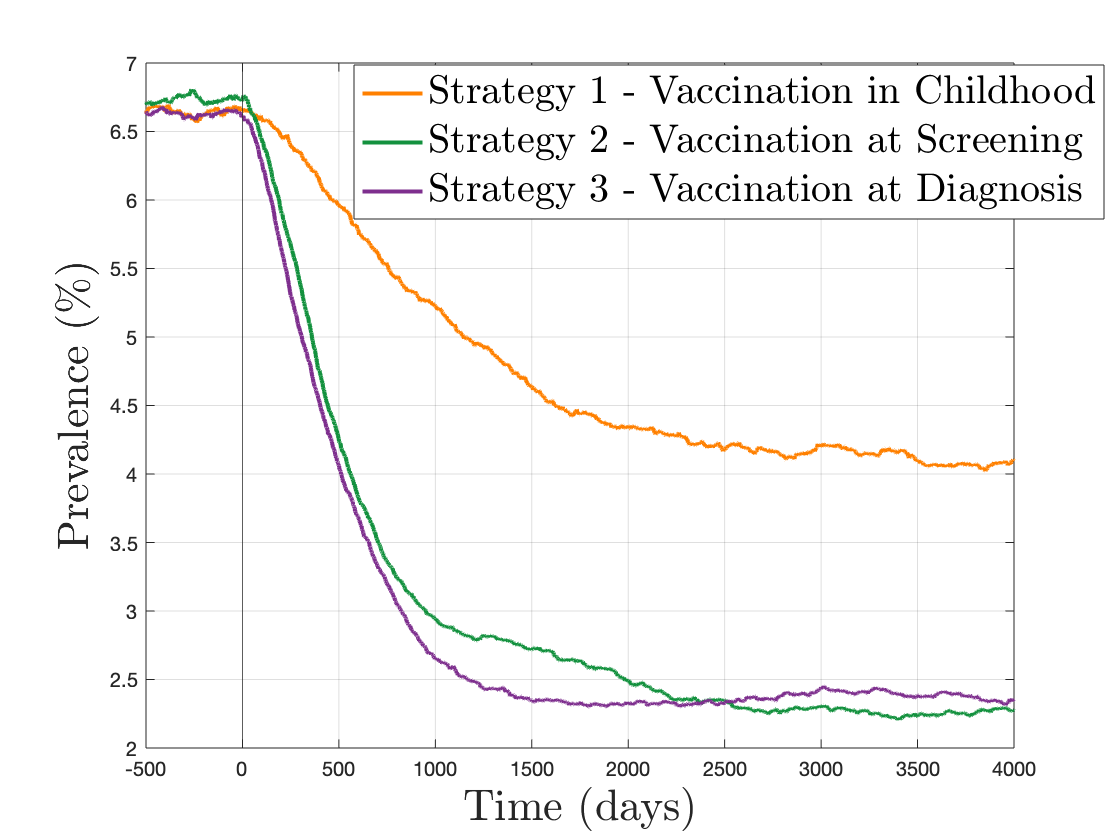 7
6.5
6
5.5
5
4.5
4
3.5
3
2.5
2
Prevalence (%)
Strategy 1 - Vaccination in Childhood
Strategy 2 - Vaccination at Screening
Strategy 3 - Vaccination at Diagnosis
-500 0 500 1000 1500 2000 2500 3000 3500 4000
Time (days)